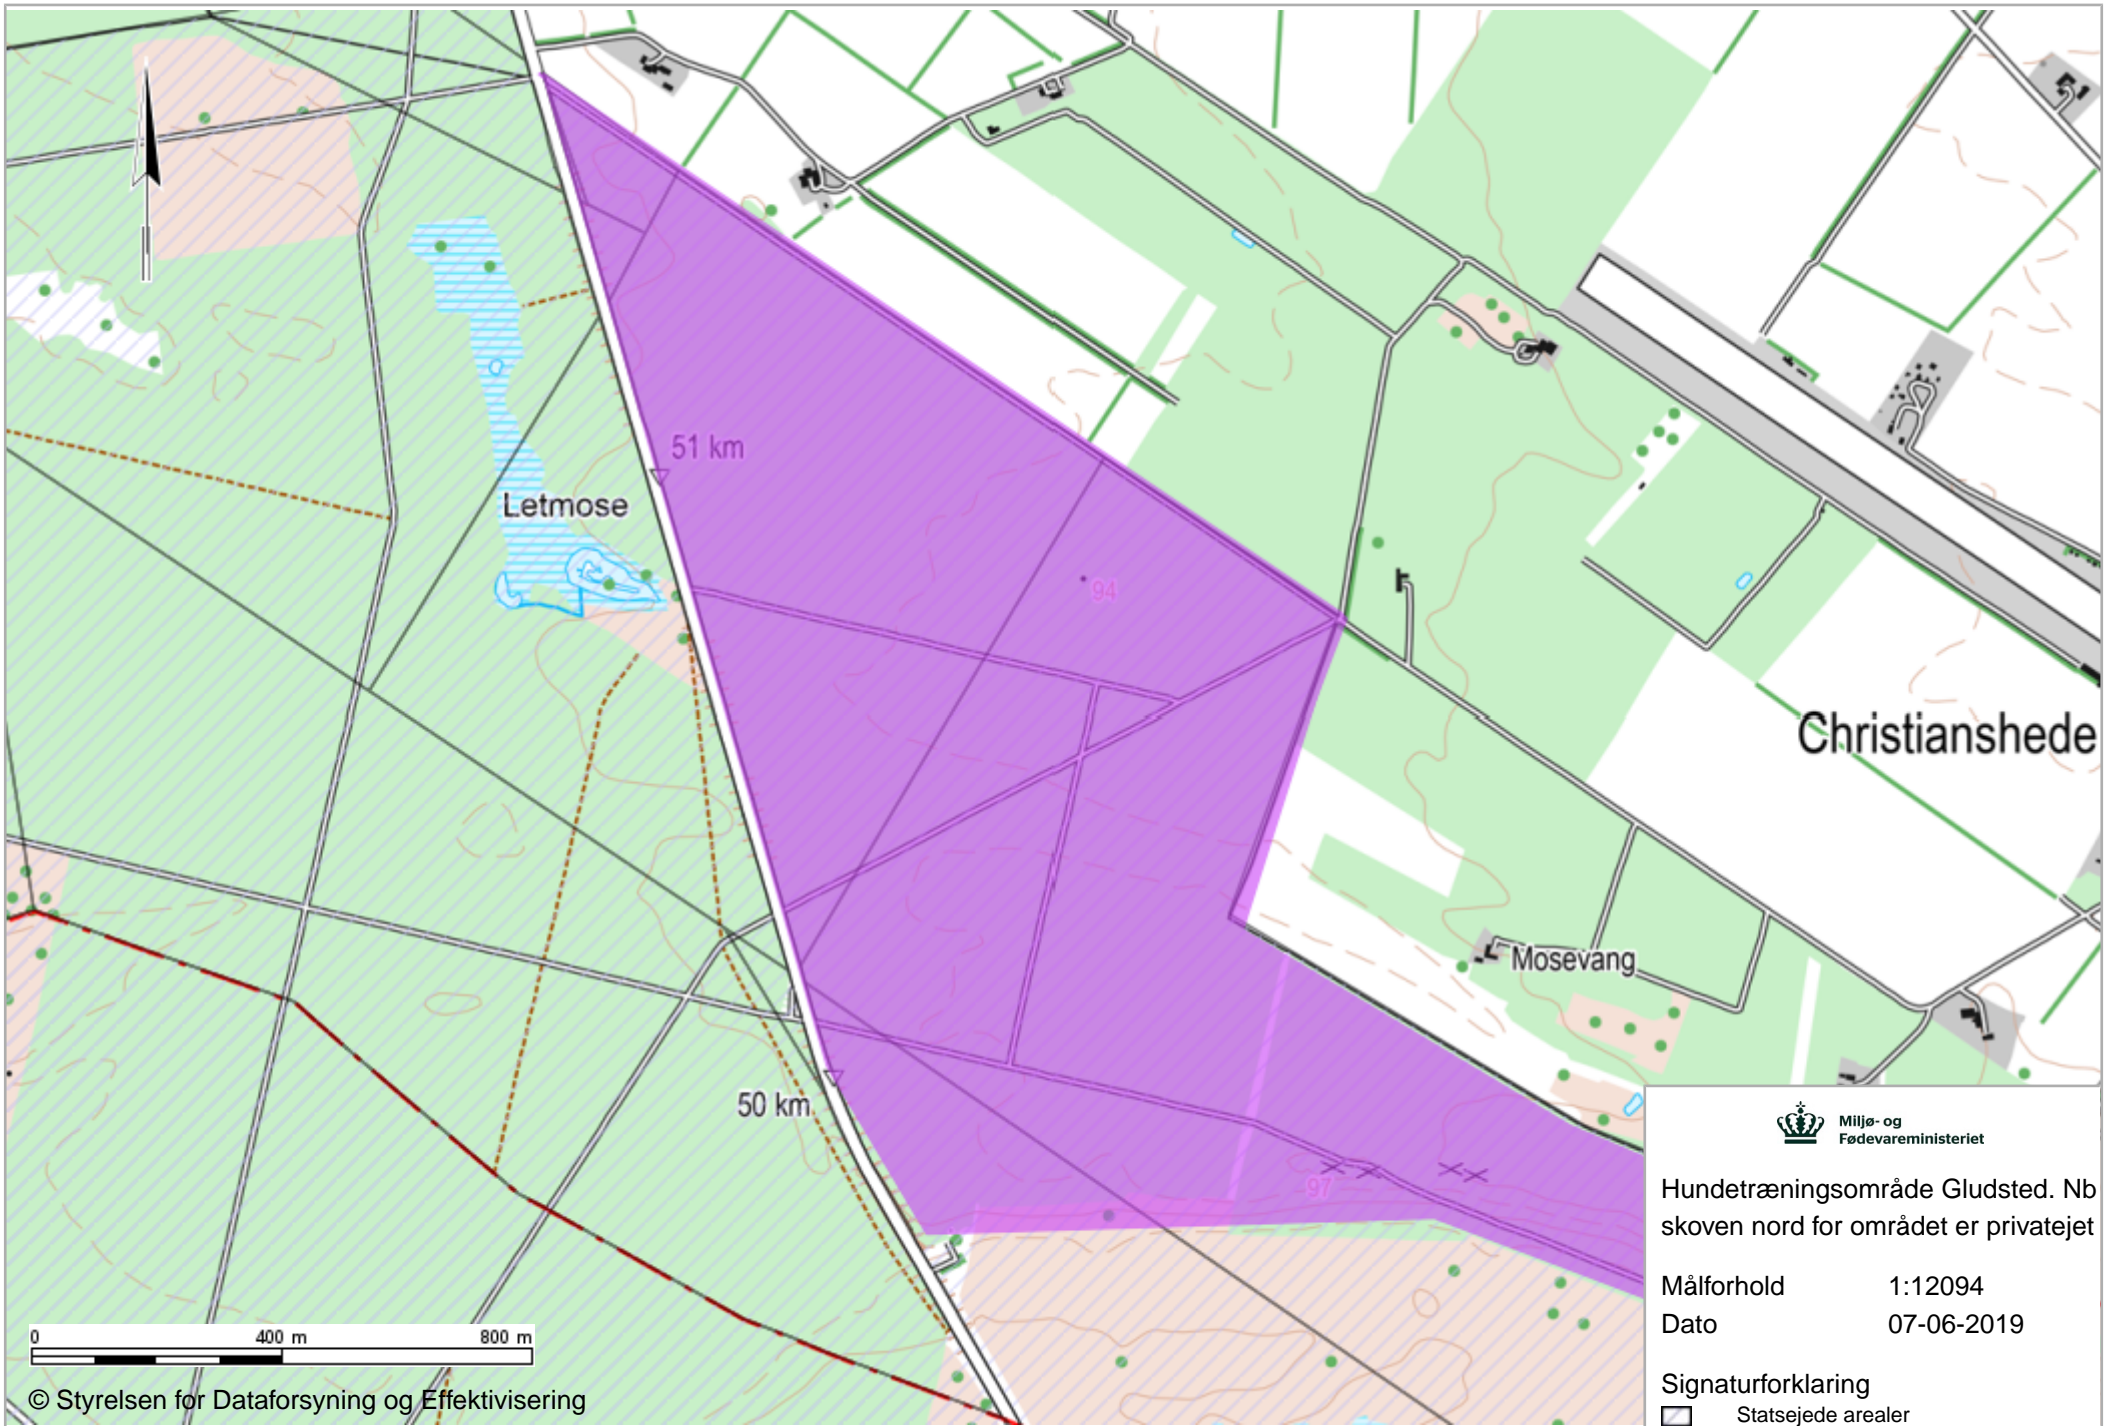 51 km
Letmose
94
Christianshede
Mosevang
50 km
97
Miljø- og
Fødevareministeriet
Hundetræningsområde Gludsted. Nb
skoven nord for området er privatejet
Målforhold 1:12094
Dato 07-06-2019
Signaturforklaring
Statsejede arealer
0 400 m 800 m
© Styrelsen for Dataforsyning og Effektivisering